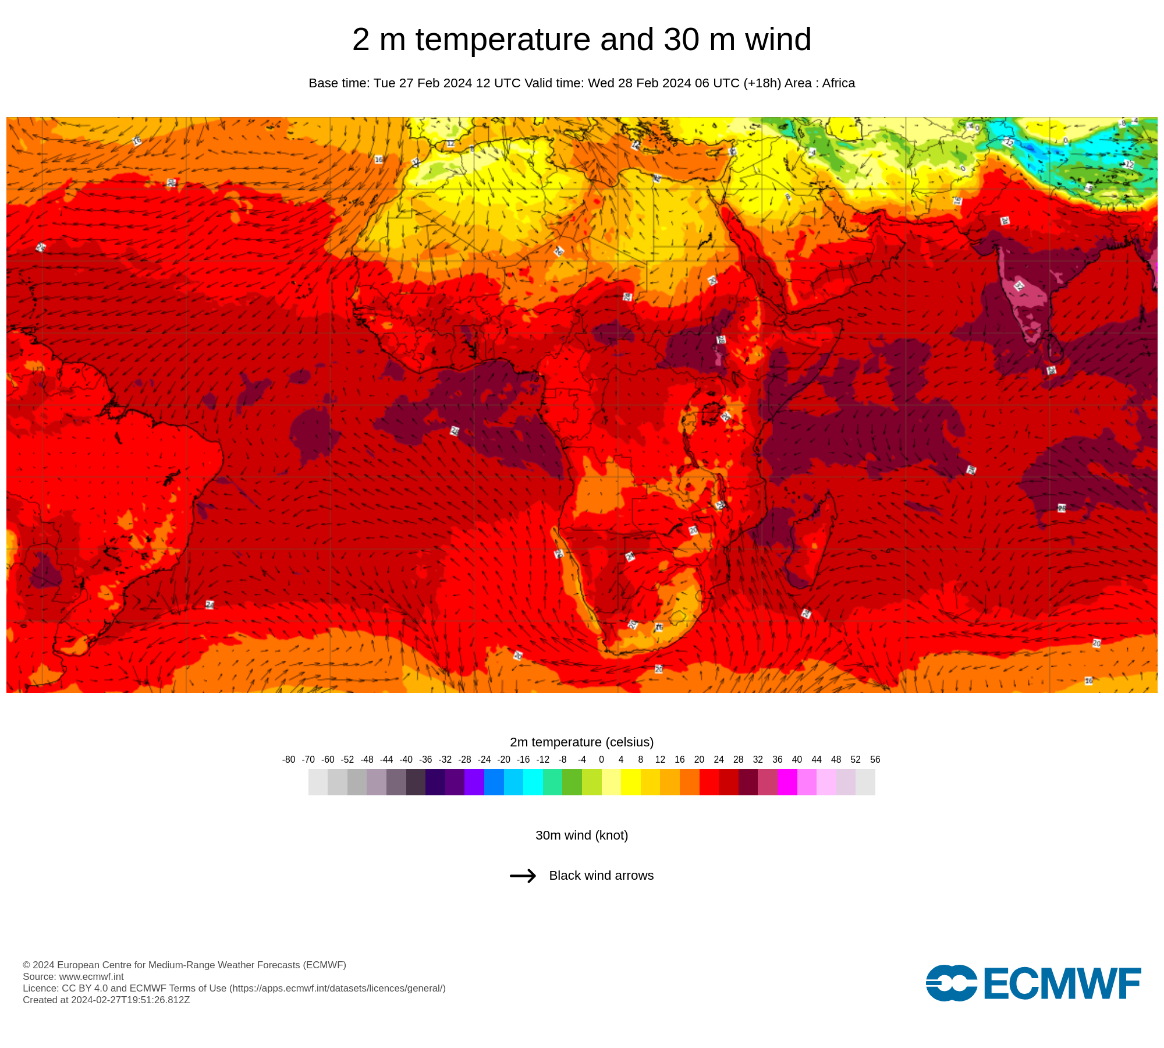 2 m temperature and 30 m wind
Base time: Tue 27 Feb 2024 12 UTC Valid time: Wed 28 Feb 2024 06 UTC (+18h) Area : Africa
2m temperature (celsius)
-80 -70 -60 -52 -48 -44 -40 -36 -32 -28 -24 -20 -16 -12 -8 -4 0 4 8 12 16 20 24 28 32 36 40 44 48 52 56
30m wind (knot)
Black wind arrows
© 2024 European Centre for Medium-Range Weather Forecasts (ECMWF)
Source: www.ecmwf.int
Licence: CC BY 4.0 and ECMWF Terms of Use (https://apps.ecmwf.int/datasets/licences/general/)
Created at 2024-02-27T19:51:26.812Z
ECMWF